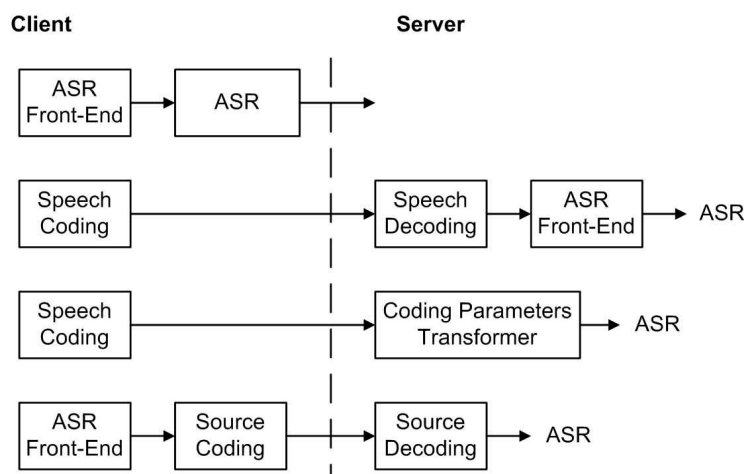 Client
Server
ASR
Front-End
ASR
Speech
Coding
Speech
Decoding
ASR
Front-End
ASR
Speech
Coding
Coding Parameters
Transformer
ASR
ASR
Front-End
Source
Coding
Source
Decoding
ASR